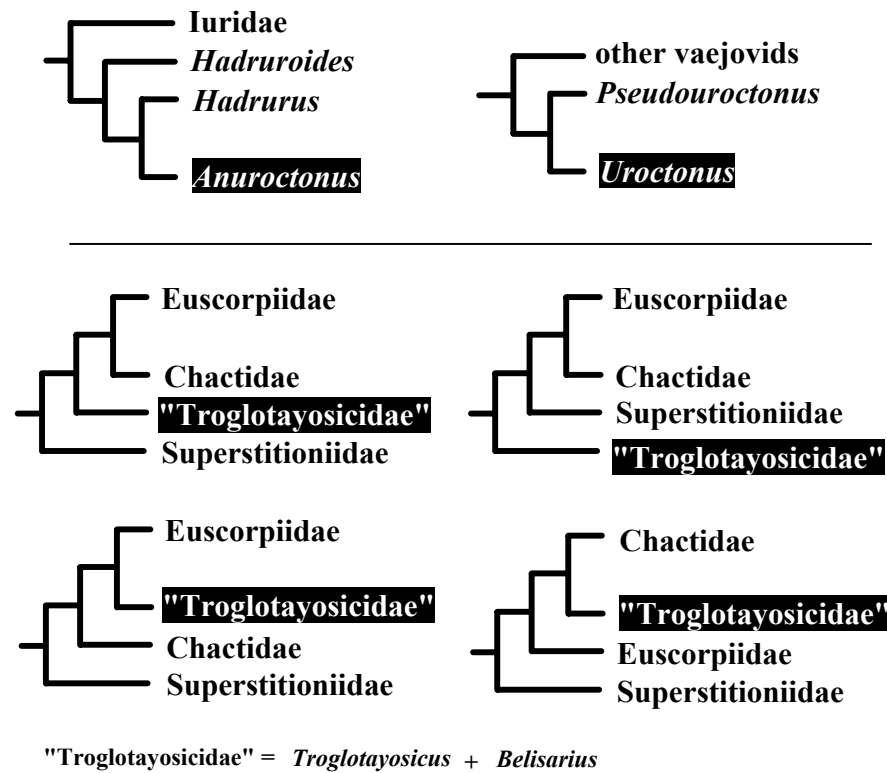 Iuridae
Hadruroides
Hadrurus
Anuroctonus
other vaejovids
Pseudouroctonus
Uroctonus
Euscorpiidae
Chactidae
"Troglotayosicidae"
Superstitioniidae
Euscorpiidae
Chactidae
Superstitioniidae
"Troglotayosicidae"
Euscorpiidae
"Troglotayosicidae"
Chactidae
Superstitioniidae
Chactidae
"Troglotayosicidae"
Euscorpiidae
Superstitioniidae
"Troglotayosicidae" = Troglotayosicus + Belisarius